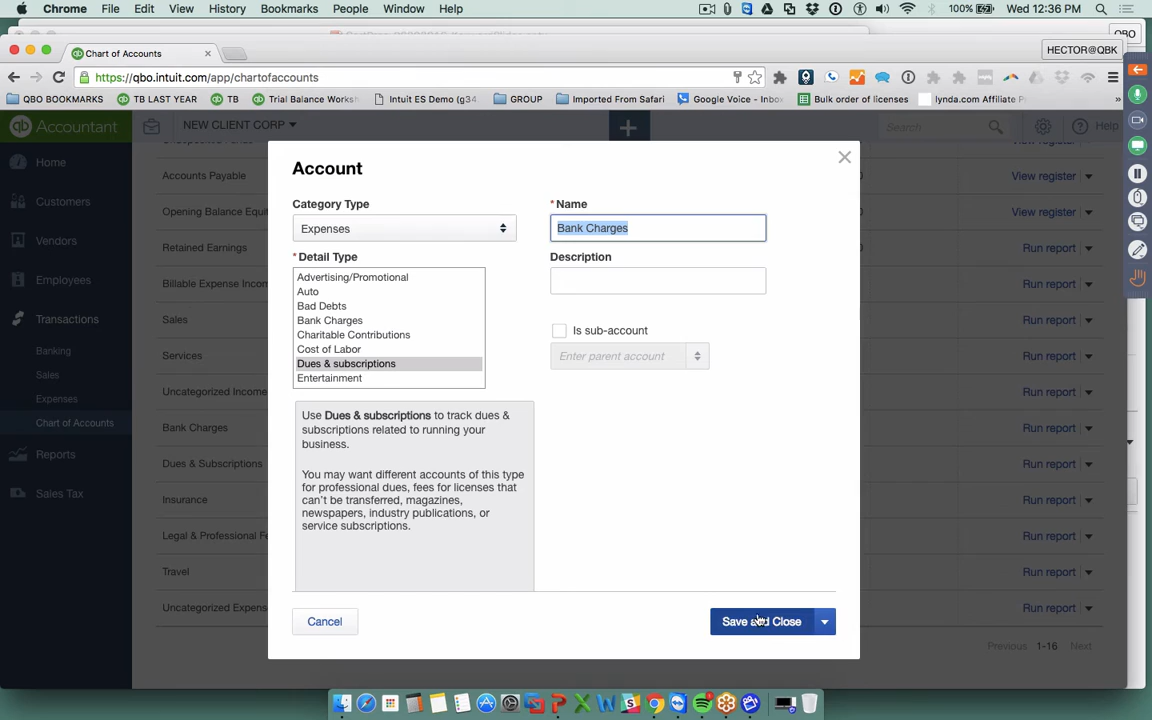 Chrome File Edit View History Bookmarks People Window Help 100% Wed 12:36 PM
QBO
Chart of Accounts HECTOR@QBK
https://qbo.intuit.com/app/chartofaccounts
QBO BOOKMARKS TB LAST YEAR TB Trial Balance Works Intuit ES Demo (g34 GROUP Imported From Safari Google Voice - Inbox Bulk order of licenses lynda.com Affiliate »
qb Accountant NEW CLIENT CORP Search Help
Home
Customers
Vendors
Employees
Transactions
Banking
Sales
Expenses
Chart of Accounts
Reports
Sales Tax
Accounts Payable View register
Opening Balance Equi View register
Retained Earnings Run report
Billable Expense Incom Run report
Sales Run report
Services Run report
Uncategorized Income Run report
Bank Charges Run report
Dues & Subscriptions Run report
Insurance Run report
Legal & Professional Fe Run report
Travel Run report
Uncategorized Expens Run report
Previous 1-16 Next
Account
Category Type
Expenses
* Name
Bank Charges
* Detail Type
Advertising/Promotional
Auto
Bad Debts
Bank Charges
Charitable Contributions
Cost of Labor
Dues & subscriptions
Entertainment
Description
Is sub-account
Enter parent account
Use Dues & subscriptions to track dues &
subscriptions related to running your
business.
You may want different accounts of this type
for professional dues, fees for licenses that
can't be transferred, magazines,
newspapers, industry publications, or
service subscriptions.
Cancel
Save and Close